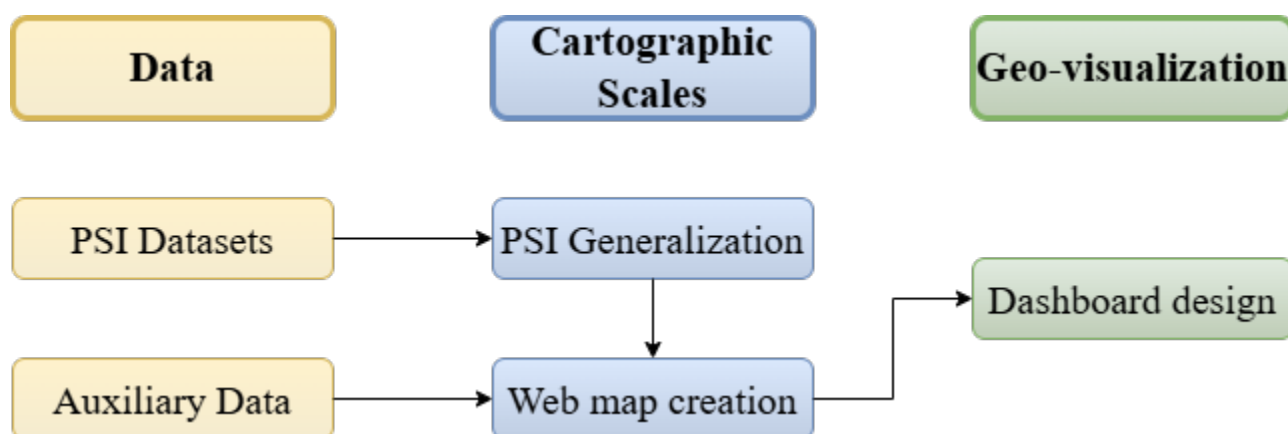 Data
Cartographic
Scales
Geo-visualization
PSI Datasets
PSI Generalization
Dashboard design
Auxiliary Data
Web map creation